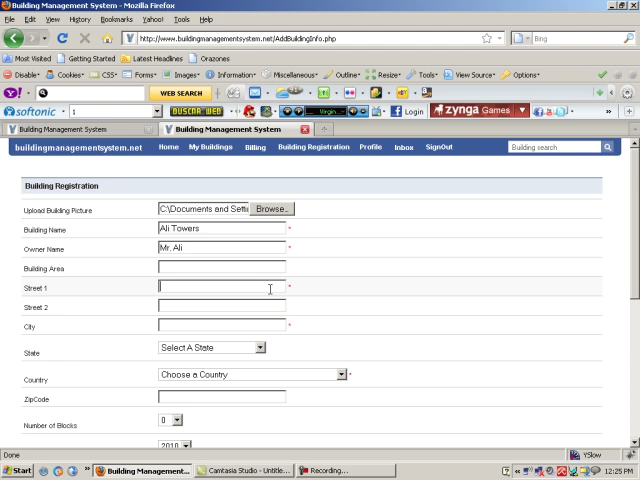 Building Management System - Mozilla Firefox
File Edit View History Bookmarks Yahoo! Tools Help
http://www.buildingmanagementsystem.net/AddBuildingInfo.php
Bing
Most Visited Getting Started Latest Headlines Orazones
Disable Cookies CSS Forms Images Information Miscellaneous Outline Resize Tools View Source Options
Y! WEB SEARCH
softonic 1 BUSCAR WEB Virgin... Login zynga Games
Building Management System Building Management System
buildingmanagementsystem.net Home My Buildings Billing Building Registration Profile Inbox SignOut Building search
Building Registration
Upload Building Picture C:\Documents and Setti Browse..
Building Name Ali Towers *
Owner Name Mr. Ali *
Building Area
Street 1 *
Street 2
City *
State Select A State
Country Choose a Country *
ZipCode
Number of Blocks 0
2010
Done YSlow
Start Building Management... Camtasia Studio - Untitle... Recording... 12:25 PM